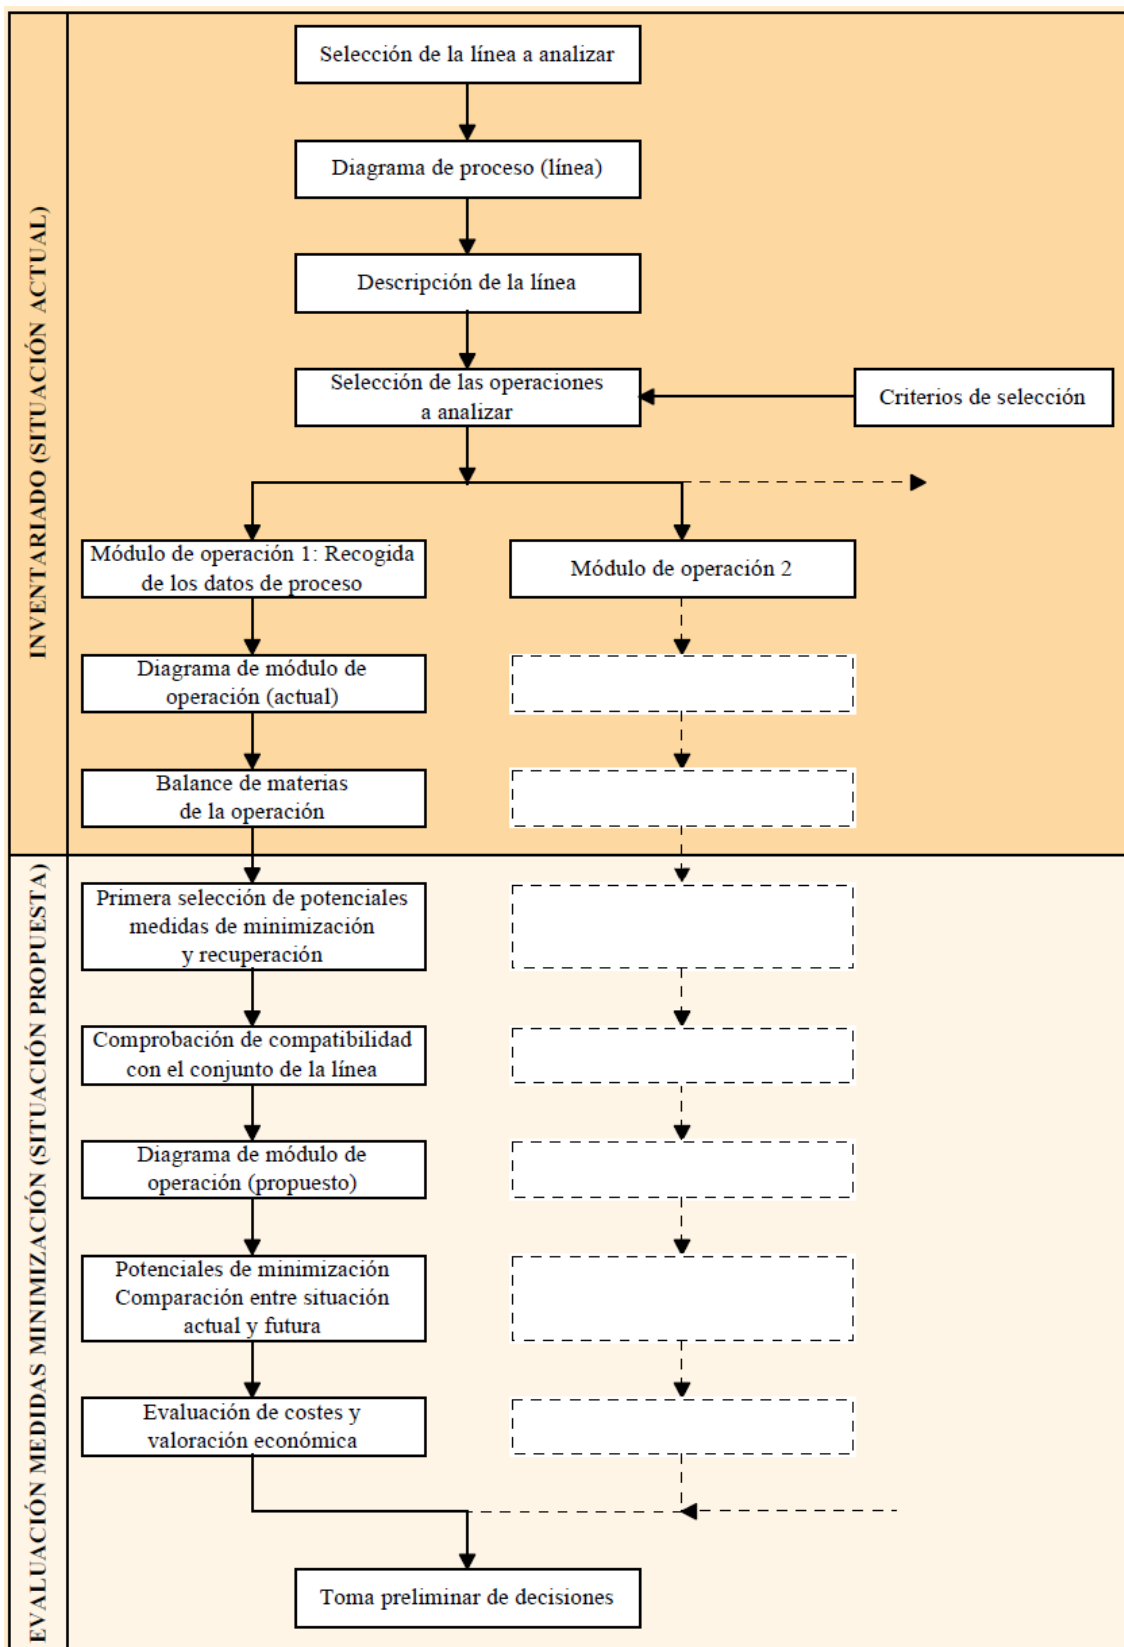 INVENTARIADO (SITUACIÓN ACTUAL)
Selección de la línea a analizar
Diagrama de proceso (línea)
Descripción de la línea
Selección de las operaciones
a analizar
Criterios de selección
Módulo de operación 1: Recogida
de los datos de proceso
Módulo de operación 2
Diagrama de módulo de
operación (actual)
Balance de materias
de la operación
EVALUACIÓN MEDIDAS MINIMIZACIÓN (SITUACIÓN PROPUESTA)
Primera selección de potenciales
medidas de minimización
y recuperación
Comprobación de compatibilidad
con el conjunto de la línea
Diagrama de módulo de
operación (propuesto)
Potenciales de minimización
Comparación entre situación
actual y futura
Evaluación de costes y
valoración económica
Toma preliminar de decisiones